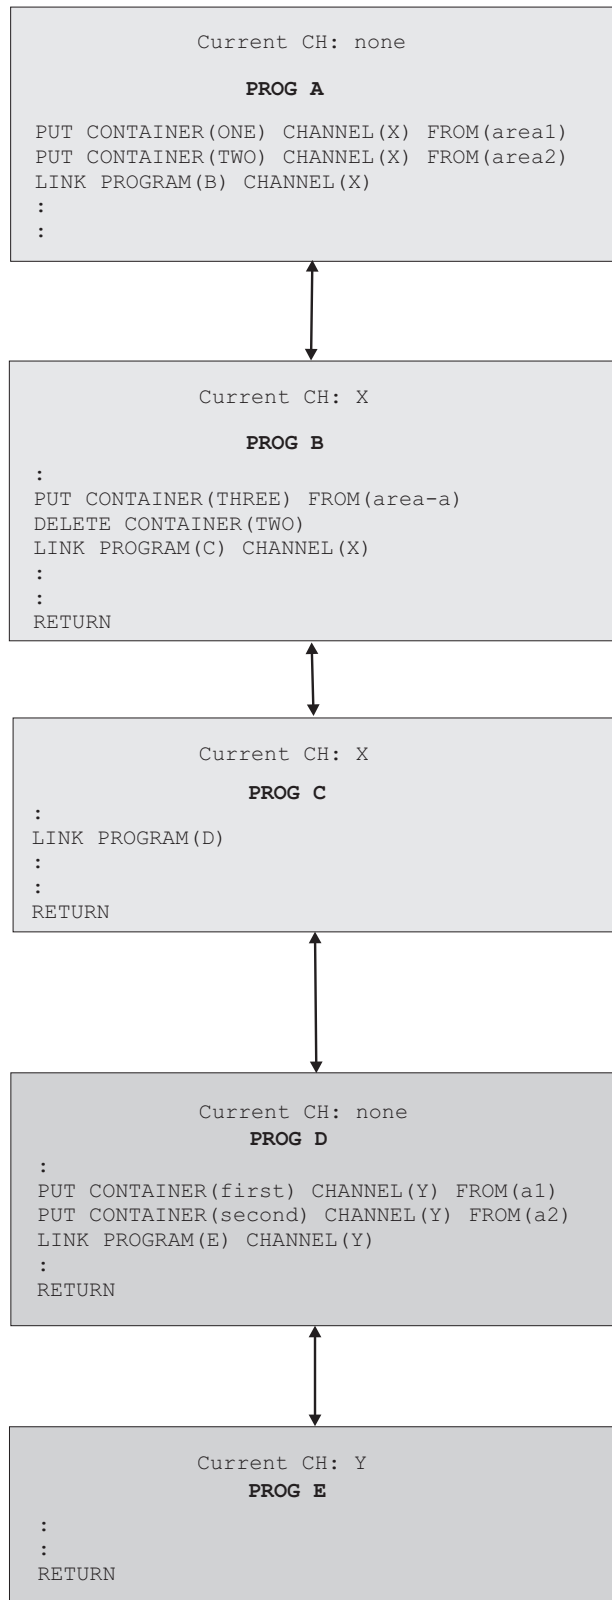 Current CH: none
PROG A
PUT CONTAINER(ONE) CHANNEL(X) FROM(area1)
PUT CONTAINER(TWO) CHANNEL(X) FROM(area2)
LINK PROGRAM(B) CHANNEL(X)
:
:
Current CH: X
PROG B
:
PUT CONTAINER(THREE) FROM(area-a)
DELETE CONTAINER(TWO)
LINK PROGRAM(C) CHANNEL(X)
:
:
RETURN
Current CH: X
PROG C
:
LINK PROGRAM(D)
:
:
RETURN
Current CH: none
PROG D
:
PUT CONTAINER(first) CHANNEL(Y) FROM(a1)
PUT CONTAINER(second) CHANNEL(Y) FROM(a2)
LINK PROGRAM(E) CHANNEL(Y)
:
RETURN
Current CH: Y
PROG E
:
:
RETURN